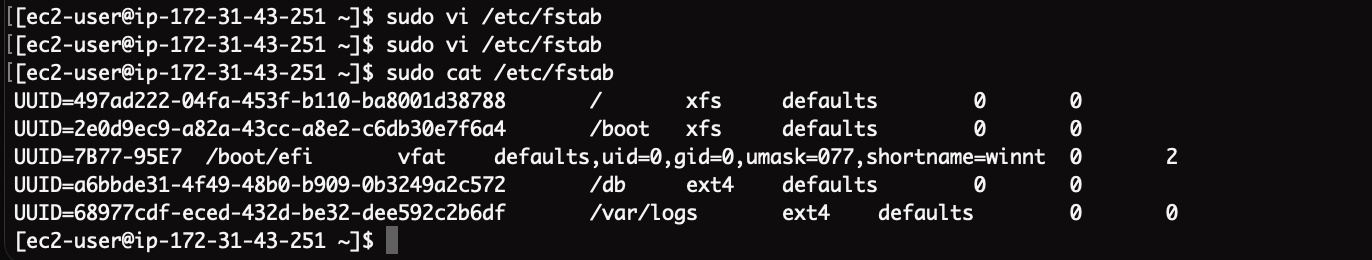 [[ec2-user@ip-172-31-43-251 ~]$ sudo vi /etc/fstab
[[ec2-user@ip-172-31-43-251 ~]$ sudo vi /etc/fstab
[[ec2-user@ip-172-31-43-251 ~]$ sudo cat /etc/fstab
UUID=497ad222-04fa-453f-b110-ba8001d38788       /       xfs     defaults        0       0
UUID=2e0d9ec9-a82a-43cc-a8e2-c6db30e7f6a4       /boot   xfs     defaults        0       0
UUID=7B77-95E7  /boot/efi       vfat    defaults,uid=0,gid=0,umask=077,shortname=winnt  0       2
UUID=a6bbde31-4f49-48b0-b909-0b3249a2c572       /db     ext4    defaults        0       0
UUID=68977cdf-eced-432d-be32-dee592c2b6df       /var/logs       ext4    defaults        0       0
[ec2-user@ip-172-31-43-251 ~]$